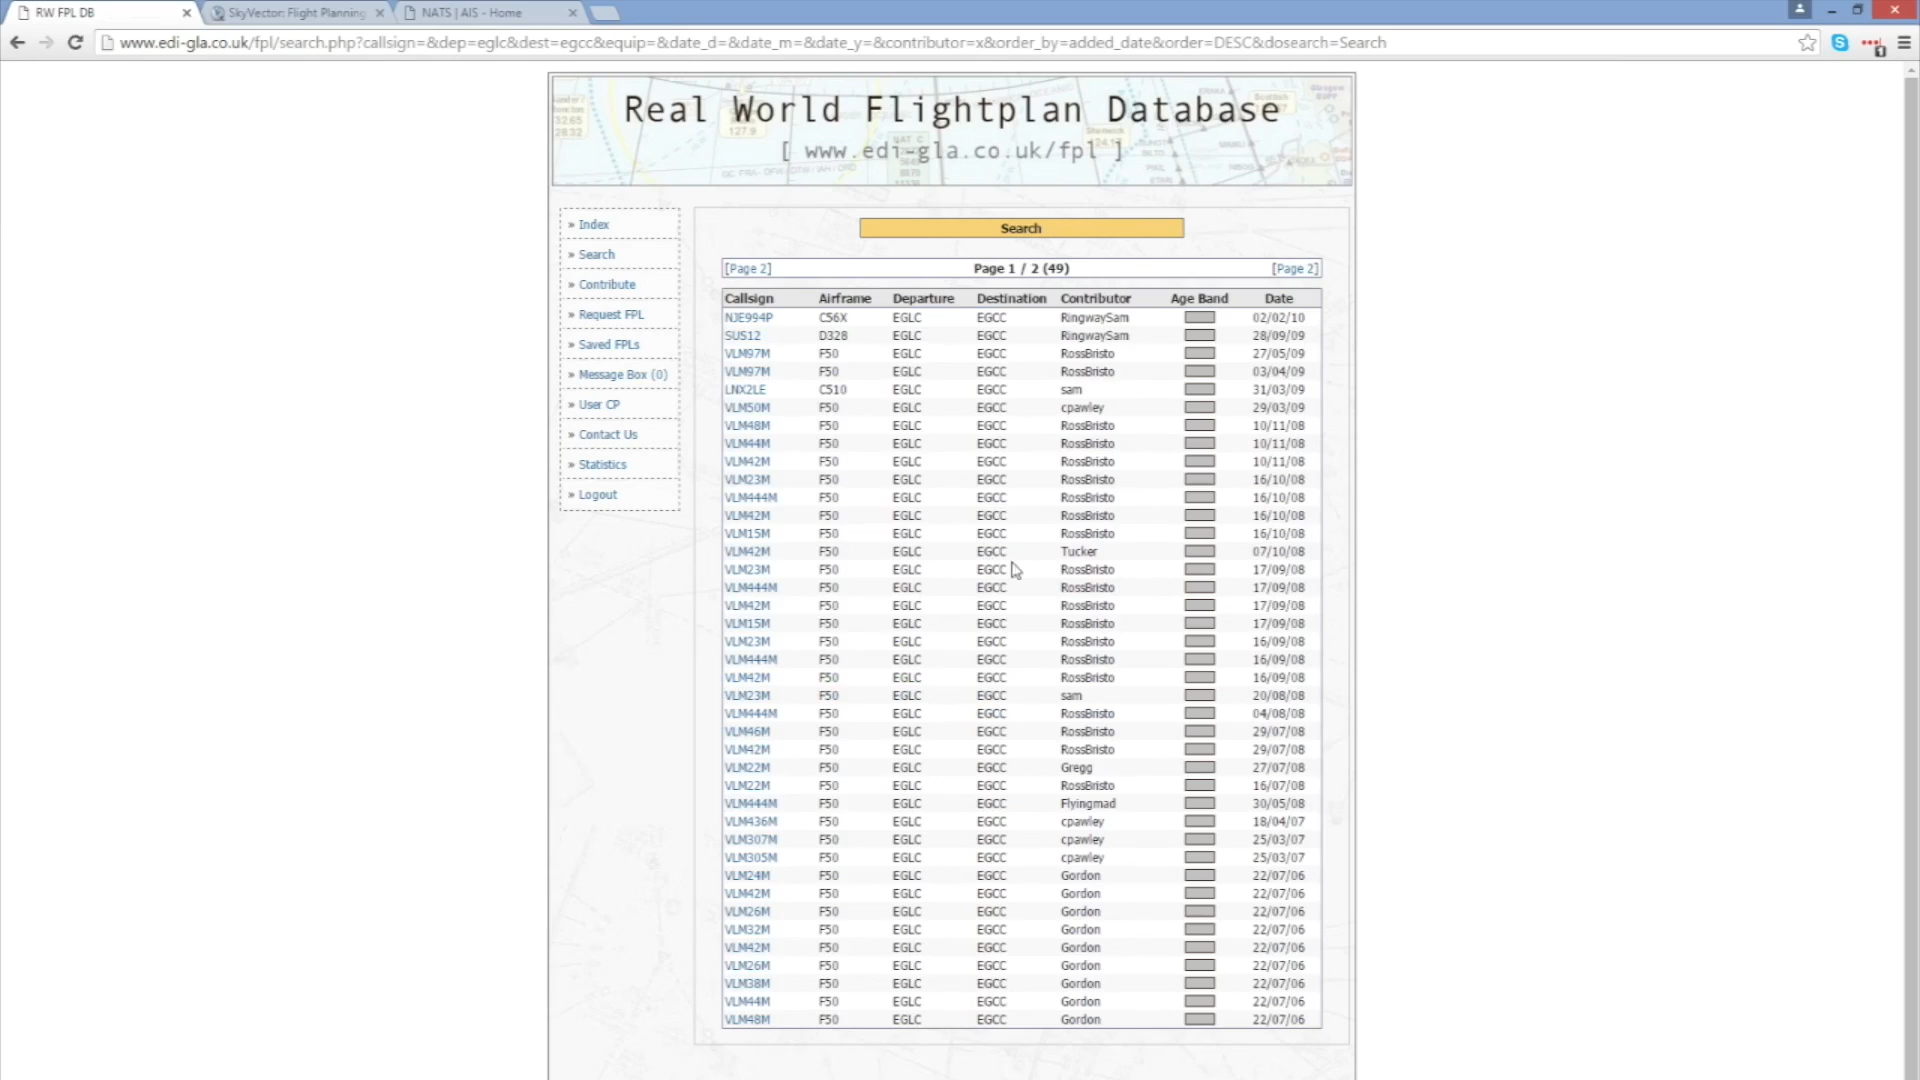 RW FPL DB
SkyVector: Flight Planning
NATS | AIS - Home
www.edi-gla.co.uk/fpl/search.php?callsign=&dep=eglc&dest=egcc&equip=&date_d=&date_m=&date_y=&contributor=x&order_by=added_date&order=DESC&dosearch=Search
Real World Flightplan Database
[ www.edi-gla.co.uk/fpl ]
» Index
» Search
» Contribute
» Request FPL
» Saved FPLs
» Message Box (0)
» User CP
» Contact Us
» Statistics
» Logout
Search
[Page 2] Page 1 / 2 (49) [Page 2]
Callsign Airframe Departure Destination Contributor Age Band Date
NJE994P C56X EGLC EGCC RingwaySam 02/02/10
SUS12 D328 EGLC EGCC RingwaySam 28/09/09
VLM97M F50 EGLC EGCC RossBristo 27/05/09
VLM97M F50 EGLC EGCC RossBristo 03/04/09
LNX2LE C510 EGLC EGCC sam 31/03/09
VLM50M F50 EGLC EGCC cpawley 29/03/09
VLM48M F50 EGLC EGCC RossBristo 10/11/08
VLM44M F50 EGLC EGCC RossBristo 10/11/08
VLM42M F50 EGLC EGCC RossBristo 10/11/08
VLM23M F50 EGLC EGCC RossBristo 16/10/08
VLM444M F50 EGLC EGCC RossBristo 16/10/08
VLM42M F50 EGLC EGCC RossBristo 16/10/08
VLM15M F50 EGLC EGCC RossBristo 16/10/08
VLM42M F50 EGLC EGCC Tucker 07/10/08
VLM23M F50 EGLC EGCC RossBristo 17/09/08
VLM444M F50 EGLC EGCC RossBristo 17/09/08
VLM42M F50 EGLC EGCC RossBristo 17/09/08
VLM15M F50 EGLC EGCC RossBristo 17/09/08
VLM23M F50 EGLC EGCC RossBristo 16/09/08
VLM444M F50 EGLC EGCC RossBristo 16/09/08
VLM42M F50 EGLC EGCC RossBristo 16/09/08
VLM23M F50 EGLC EGCC sam 20/08/08
VLM444M F50 EGLC EGCC RossBristo 04/08/08
VLM46M F50 EGLC EGCC RossBristo 29/07/08
VLM42M F50 EGLC EGCC RossBristo 29/07/08
VLM22M F50 EGLC EGCC Gregg 27/07/08
VLM22M F50 EGLC EGCC RossBristo 16/07/08
VLM444M F50 EGLC EGCC Flyingmad 30/05/08
VLM436M F50 EGLC EGCC cpawley 18/04/07
VLM307M F50 EGLC EGCC cpawley 25/03/07
VLM305M F50 EGLC EGCC cpawley 25/03/07
VLM24M F50 EGLC EGCC Gordon 22/07/06
VLM42M F50 EGLC EGCC Gordon 22/07/06
VLM26M F50 EGLC EGCC Gordon 22/07/06
VLM32M F50 EGLC EGCC Gordon 22/07/06
VLM42M F50 EGLC EGCC Gordon 22/07/06
VLM26M F50 EGLC EGCC Gordon 22/07/06
VLM38M F50 EGLC EGCC Gordon 22/07/06
VLM44M F50 EGLC EGCC Gordon 22/07/06
VLM48M F50 EGLC EGCC Gordon 22/07/06